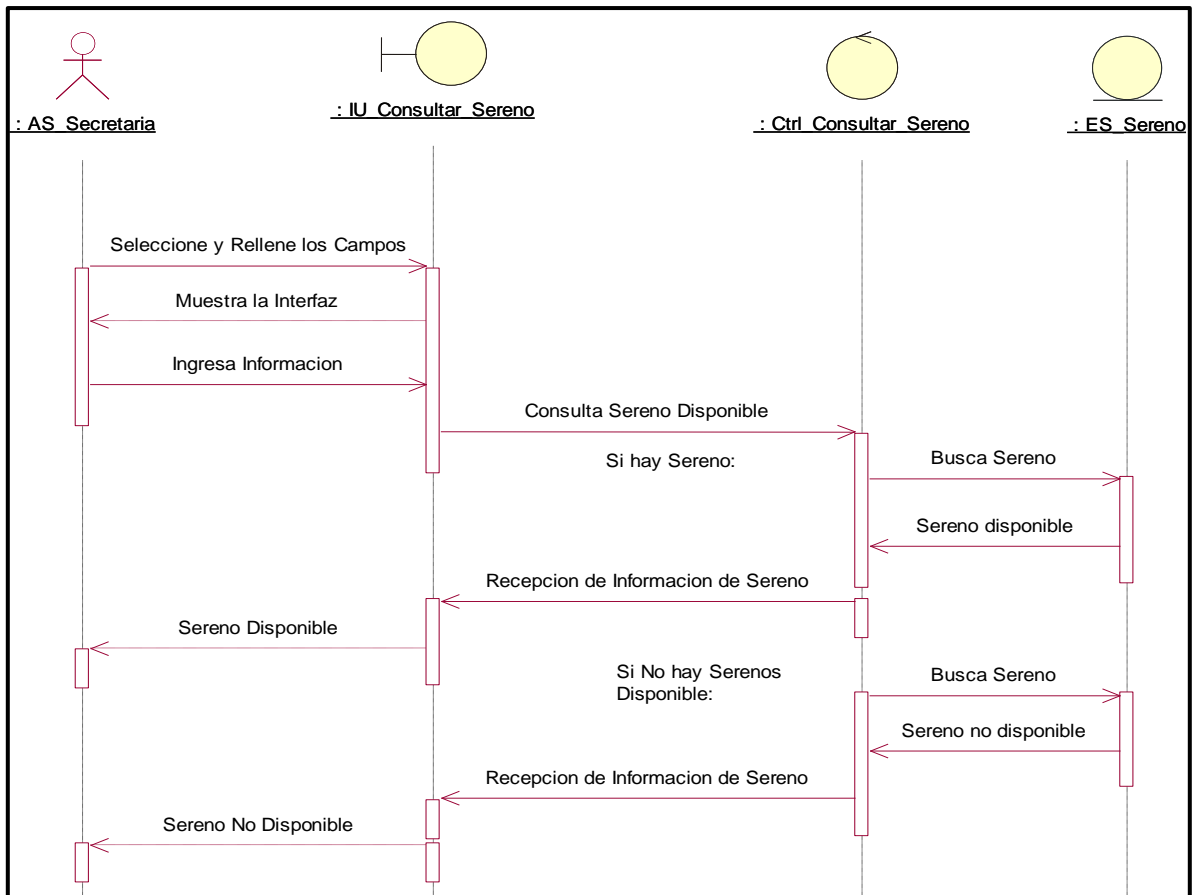 : AS_Secretaria
: IU_Consultar_Sereno
: Ctrl_Consultar_Sereno
: ES_Sereno
Seleccione y Rellene los Campos
Muestra la Interfaz
Ingresa Informacion
Consulta Sereno Disponible
Si hay Sereno:
Busca Sereno
Sereno disponible
Recepcion de Informacion de Sereno
Sereno Disponible
Si No hay Serenos
Disponible:
Busca Sereno
Sereno no disponible
Recepcion de Informacion de Sereno
Sereno No Disponible